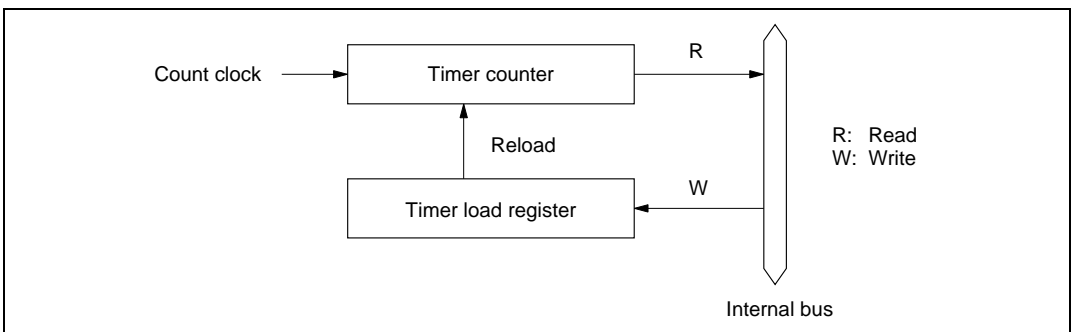 R
Count clock
Timer counter
Reload
R: Read
W: Write
W
Timer load register
Internal bus